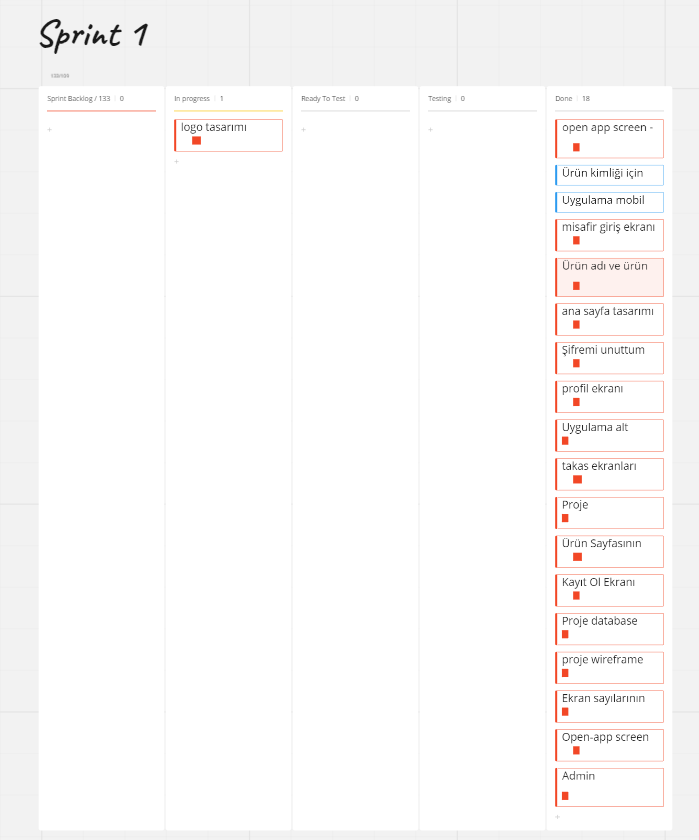 Sprint 1
Sprint Backlog / 133 | 0
In progress | 1
Ready To Test | 0
Testing | 0
Done | 18
logo tasarımı
open app screen -
Ürün kimliği için
Uygulama mobil
misafir giriş ekranı
Ürün adı ve ürün
ana sayfa tasarımı
Şifremi unuttum
profil ekranı
Uygulama alt
takas ekranları
Proje
Ürün Sayfasının
Kayıt Ol Ekranı
Proje database
proje wireframe
Ekran sayılarının
Open-app screen
Admin